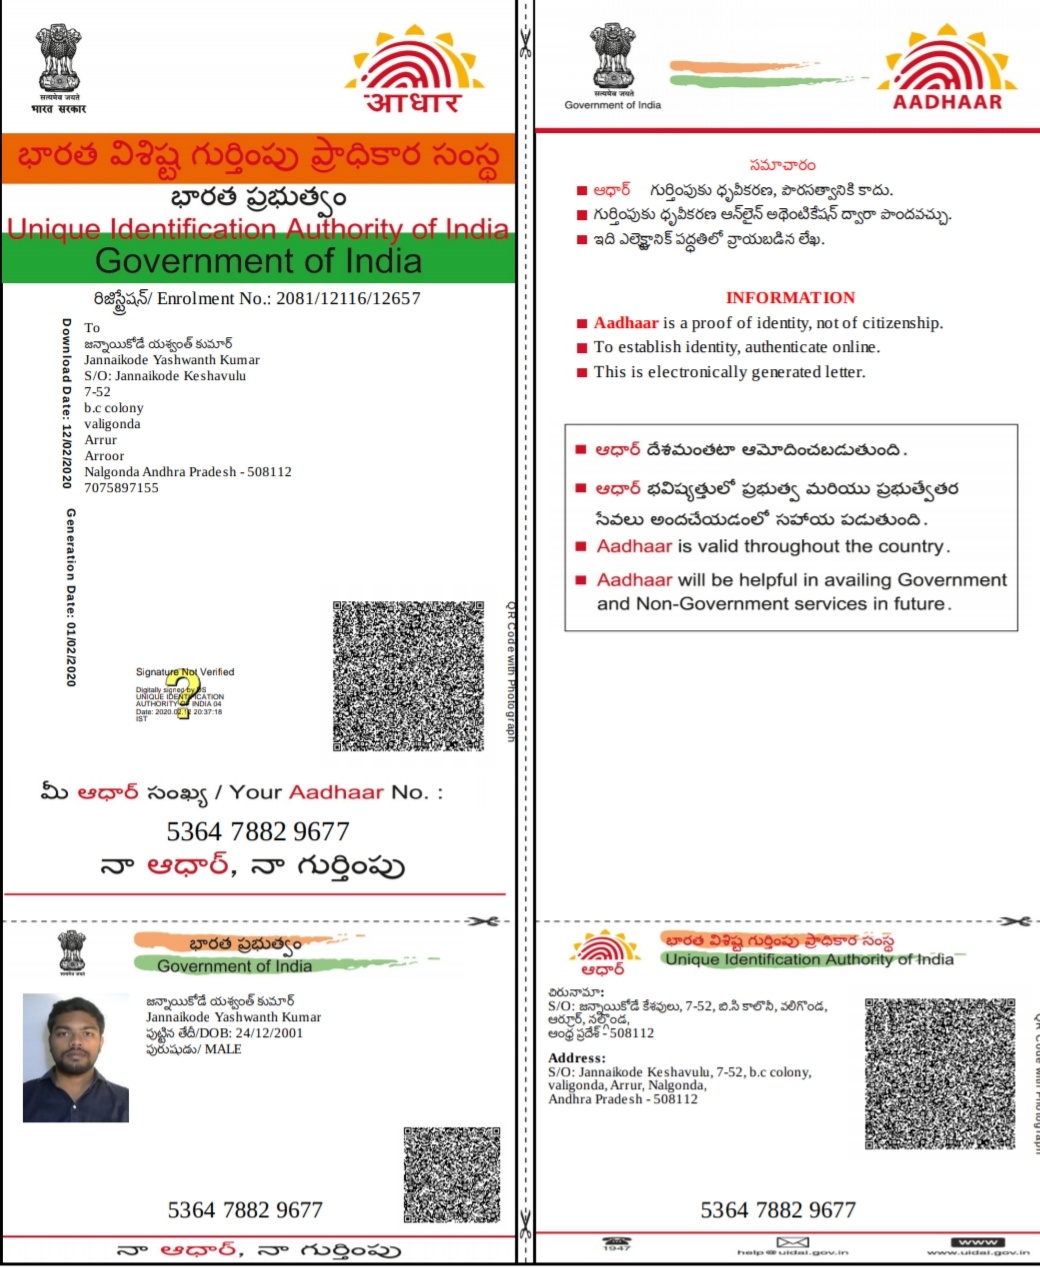 सत्यमेव जयते
भारत सरकार
आधार
భారత విశిష్ట గుర్తింపు ప్రాధికార సంస్థ
భారత ప్రభుత్వం
Unique Identification Authority of India
Government of India
రిజిస్ట్రేషన్/ Enrolment No.: 2081/12116/12657
Download Date: 12/02/2020
Generation Date: 01/02/2020
To
జన్నాయికోడే యశ్వంత్ కుమార్
Jannaikode Yashwanth Kumar
S/O: Jannaikode Keshavulu
7-52
b.c colony
valigonda
Arrur
Arroor
Nalgonda Andhra Pradesh - 508112
7075897155
Signature Not Verified
Digitally signed by DS
UNIQUE IDENTIFICATION
AUTHORITY OF INDIA 04
Date: 2020.02.12 20:37:18
IST
QR Code with Photograph
మీ ఆధార్ సంఖ్య / Your Aadhaar No. :
5364 7882 9677
నా ఆధార్, నా గుర్తింపు
భారత ప్రభుత్వం
Government of India
జన్నాయికోడే యశ్వంత్ కుమార్
Jannaikode Yashwanth Kumar
పుట్టిన తేదీ/DOB: 24/12/2001
పురుషుడు/ MALE
5364 7882 9677
నా ఆధార్, నా గుర్తింపు
सत्यमेव जयते
Government of India
AADHAAR
సమాచారం
ఆధార్ గుర్తింపుకు ధృవీకరణ, పౌరసత్వానికి కాదు.
గుర్తింపుకు ధృవీకరణ ఆన్‌లైన్ అథెంటికేషన్ ద్వారా పొందవచ్చు.
ఇది ఎలెక్ట్రానిక్ పద్ధతిలో వ్రాయబడిన లేఖ.
INFORMATION
Aadhaar is a proof of identity, not of citizenship.
To establish identity, authenticate online.
This is electronically generated letter.
ఆధార్ దేశమంతటా ఆమోదించబడుతుంది.
ఆధార్ భవిష్యత్తులో ప్రభుత్వ మరియు ప్రభుత్వేతర
సేవలు అందచేయడంలో సహాయ పడుతుంది.
Aadhaar is valid throughout the country.
Aadhaar will be helpful in availing Government
and Non-Government services in future.
ఆధార్
భారత విశిష్ట గుర్తింపు ప్రాధికార సంస్థ
Unique Identification Authority of India
చిరునామా:
S/O: జన్నాయికోడే కేశవులు, 7-52, బి.సి కాలొనీ, వలిగొండ,
ఆర్రూర్, నల్గొండ,
ఆంధ్ర ప్రదేశ్ - 508112
Address:
S/O: Jannaikode Keshavulu, 7-52, b.c colony,
valigonda, Arrur, Nalgonda,
Andhra Pradesh - 508112
QR Code with Photograph
5364 7882 9677
1947
help@uidai.gov.in
www
www.uidai.gov.in